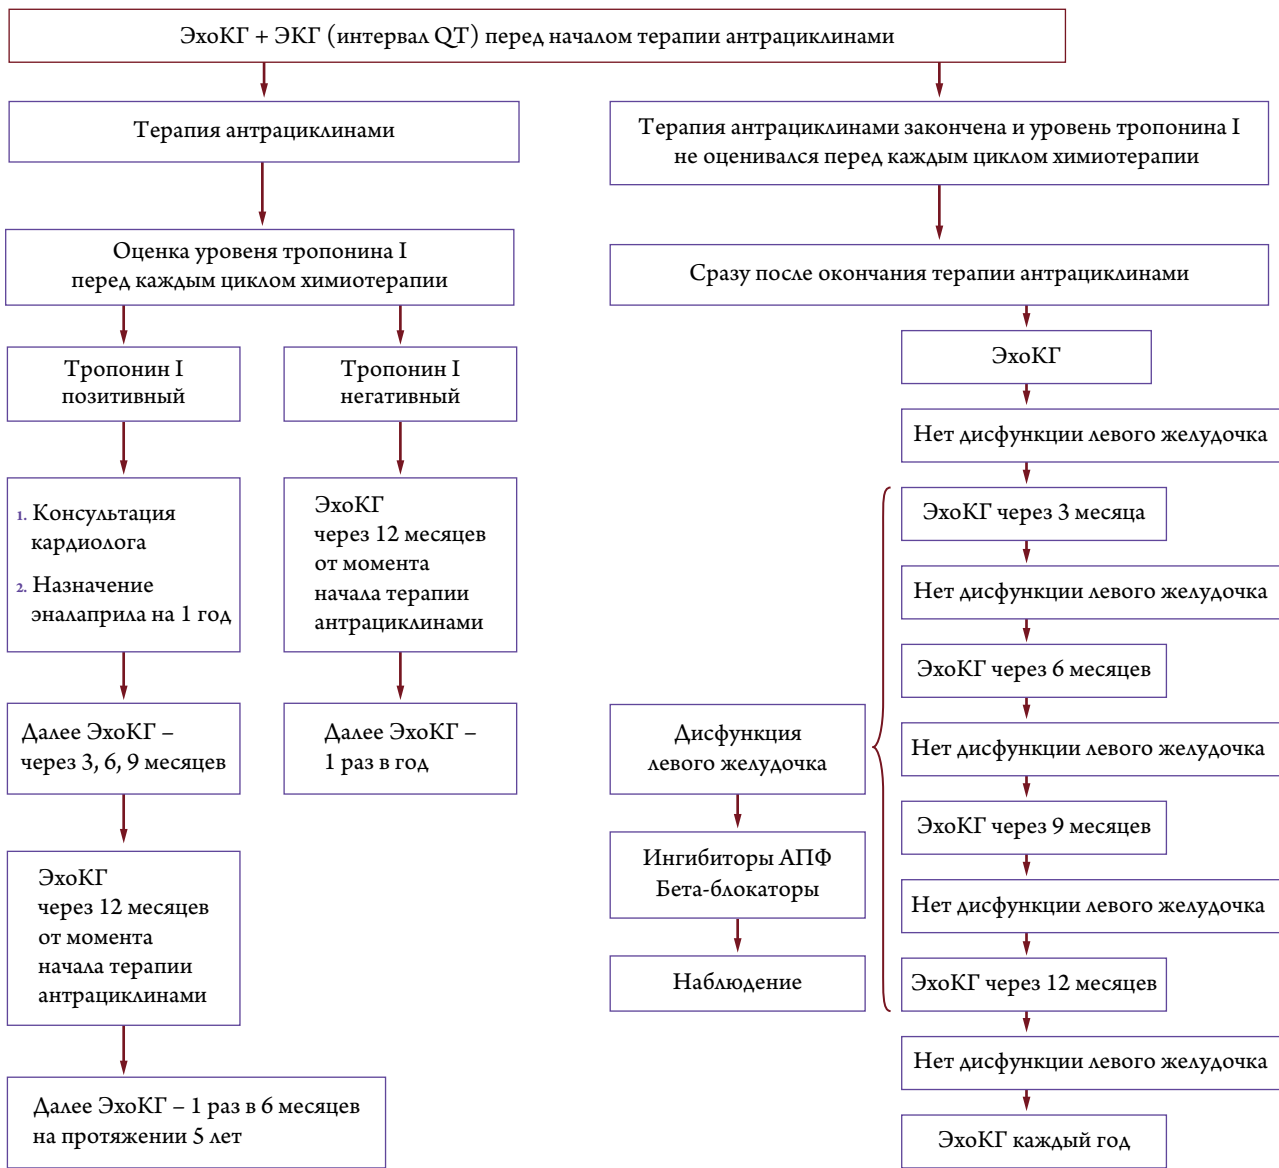 ЭхоКГ + ЭКГ (интервал QT) перед началом терапии антрациклинами
Терапия антрациклинами
Оценка уровеня тропонина I
перед каждым циклом химиотерапии
Тропонин I
позитивный
1. Консультация
кардиолога
2. Назначение
эналаприла на 1 год
Далее ЭхоКГ –
через 3, 6, 9 месяцев
ЭхоКГ
через 12 месяцев
от момента
начала терапии
антрациклинами
Далее ЭхоКГ – 1 раз в 6 месяцев
на протяжении 5 лет
Тропонин I
негативный
ЭхоКГ
через 12 месяцев
от момента
начала терапии
антрациклинами
Далее ЭхоКГ –
1 раз в год
Терапия антрациклинами закончена и уровень тропонина I
не оценивался перед каждым циклом химиотерапии
Сразу после окончания терапии антрациклинами
ЭхоКГ
Нет дисфункции левого желудочка
ЭхоКГ через 3 месяца
Нет дисфункции левого желудочка
ЭхоКГ через 6 месяцев
Нет дисфункции левого желудочка
ЭхоКГ через 9 месяцев
Нет дисфункции левого желудочка
ЭхоКГ через 12 месяцев
Нет дисфункции левого желудочка
ЭхоКГ каждый год
Дисфункция
левого желудочка
Ингибиторы АПФ
Бета-блокаторы
Наблюдение